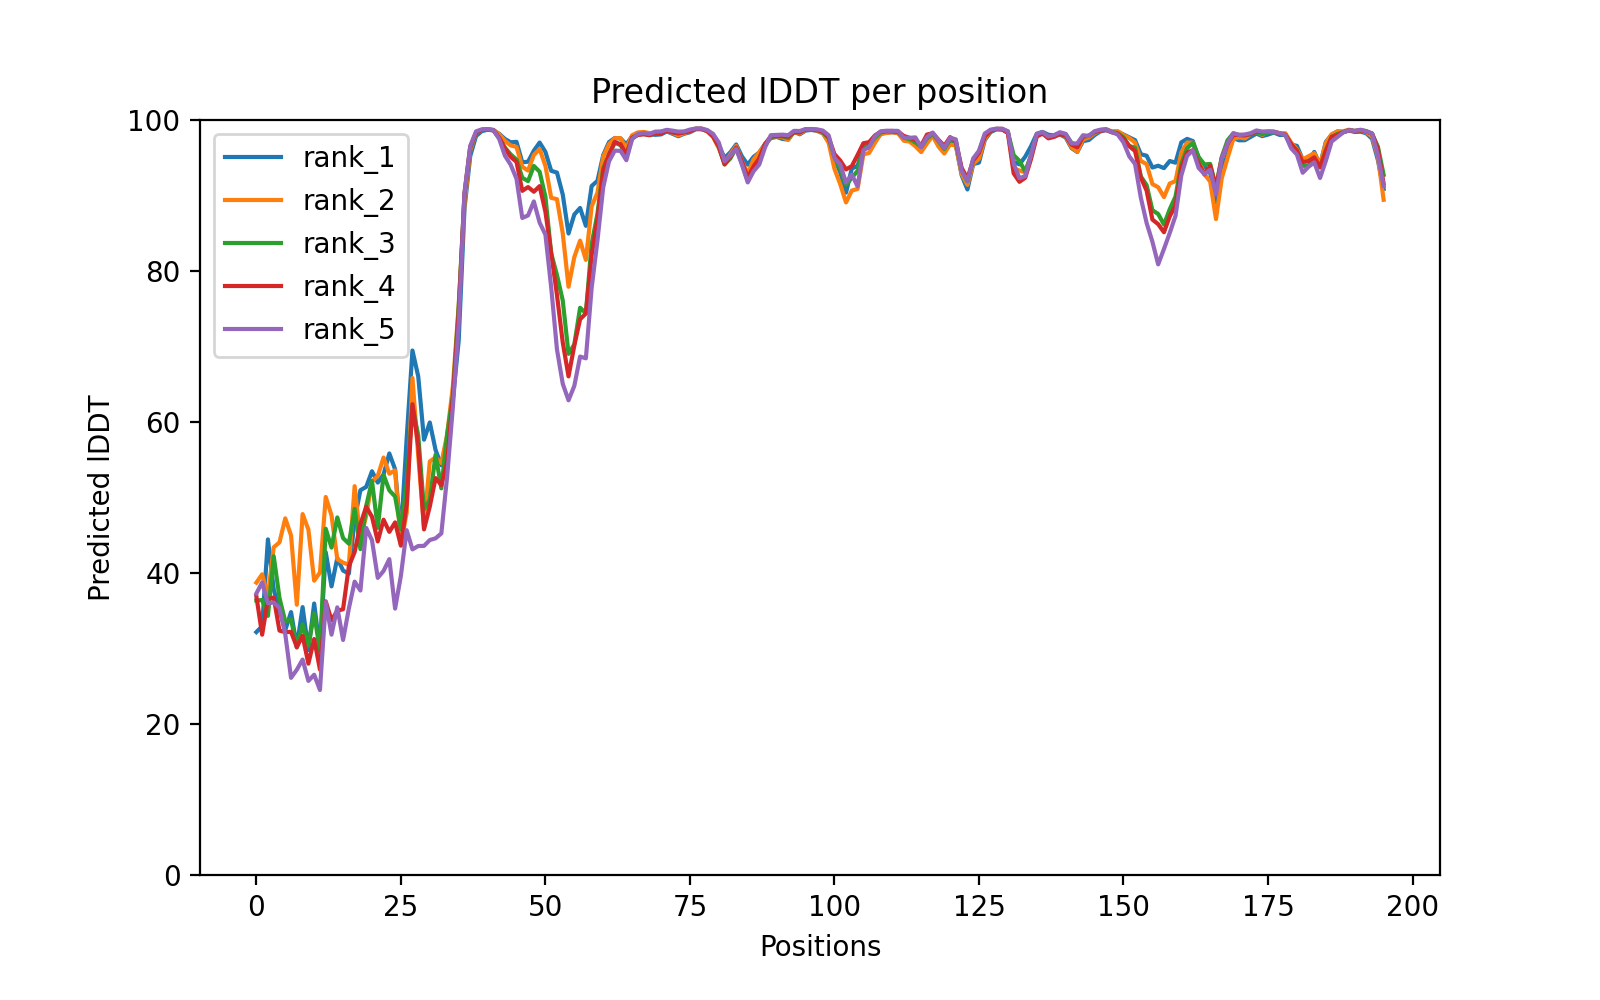 Predicted lDDT per position
100
80
60
40
20
0
Predicted lDDT
rank_1
rank_2
rank_3
rank_4
rank_5
0 25 50 75 100 125 150 175 200
Positions